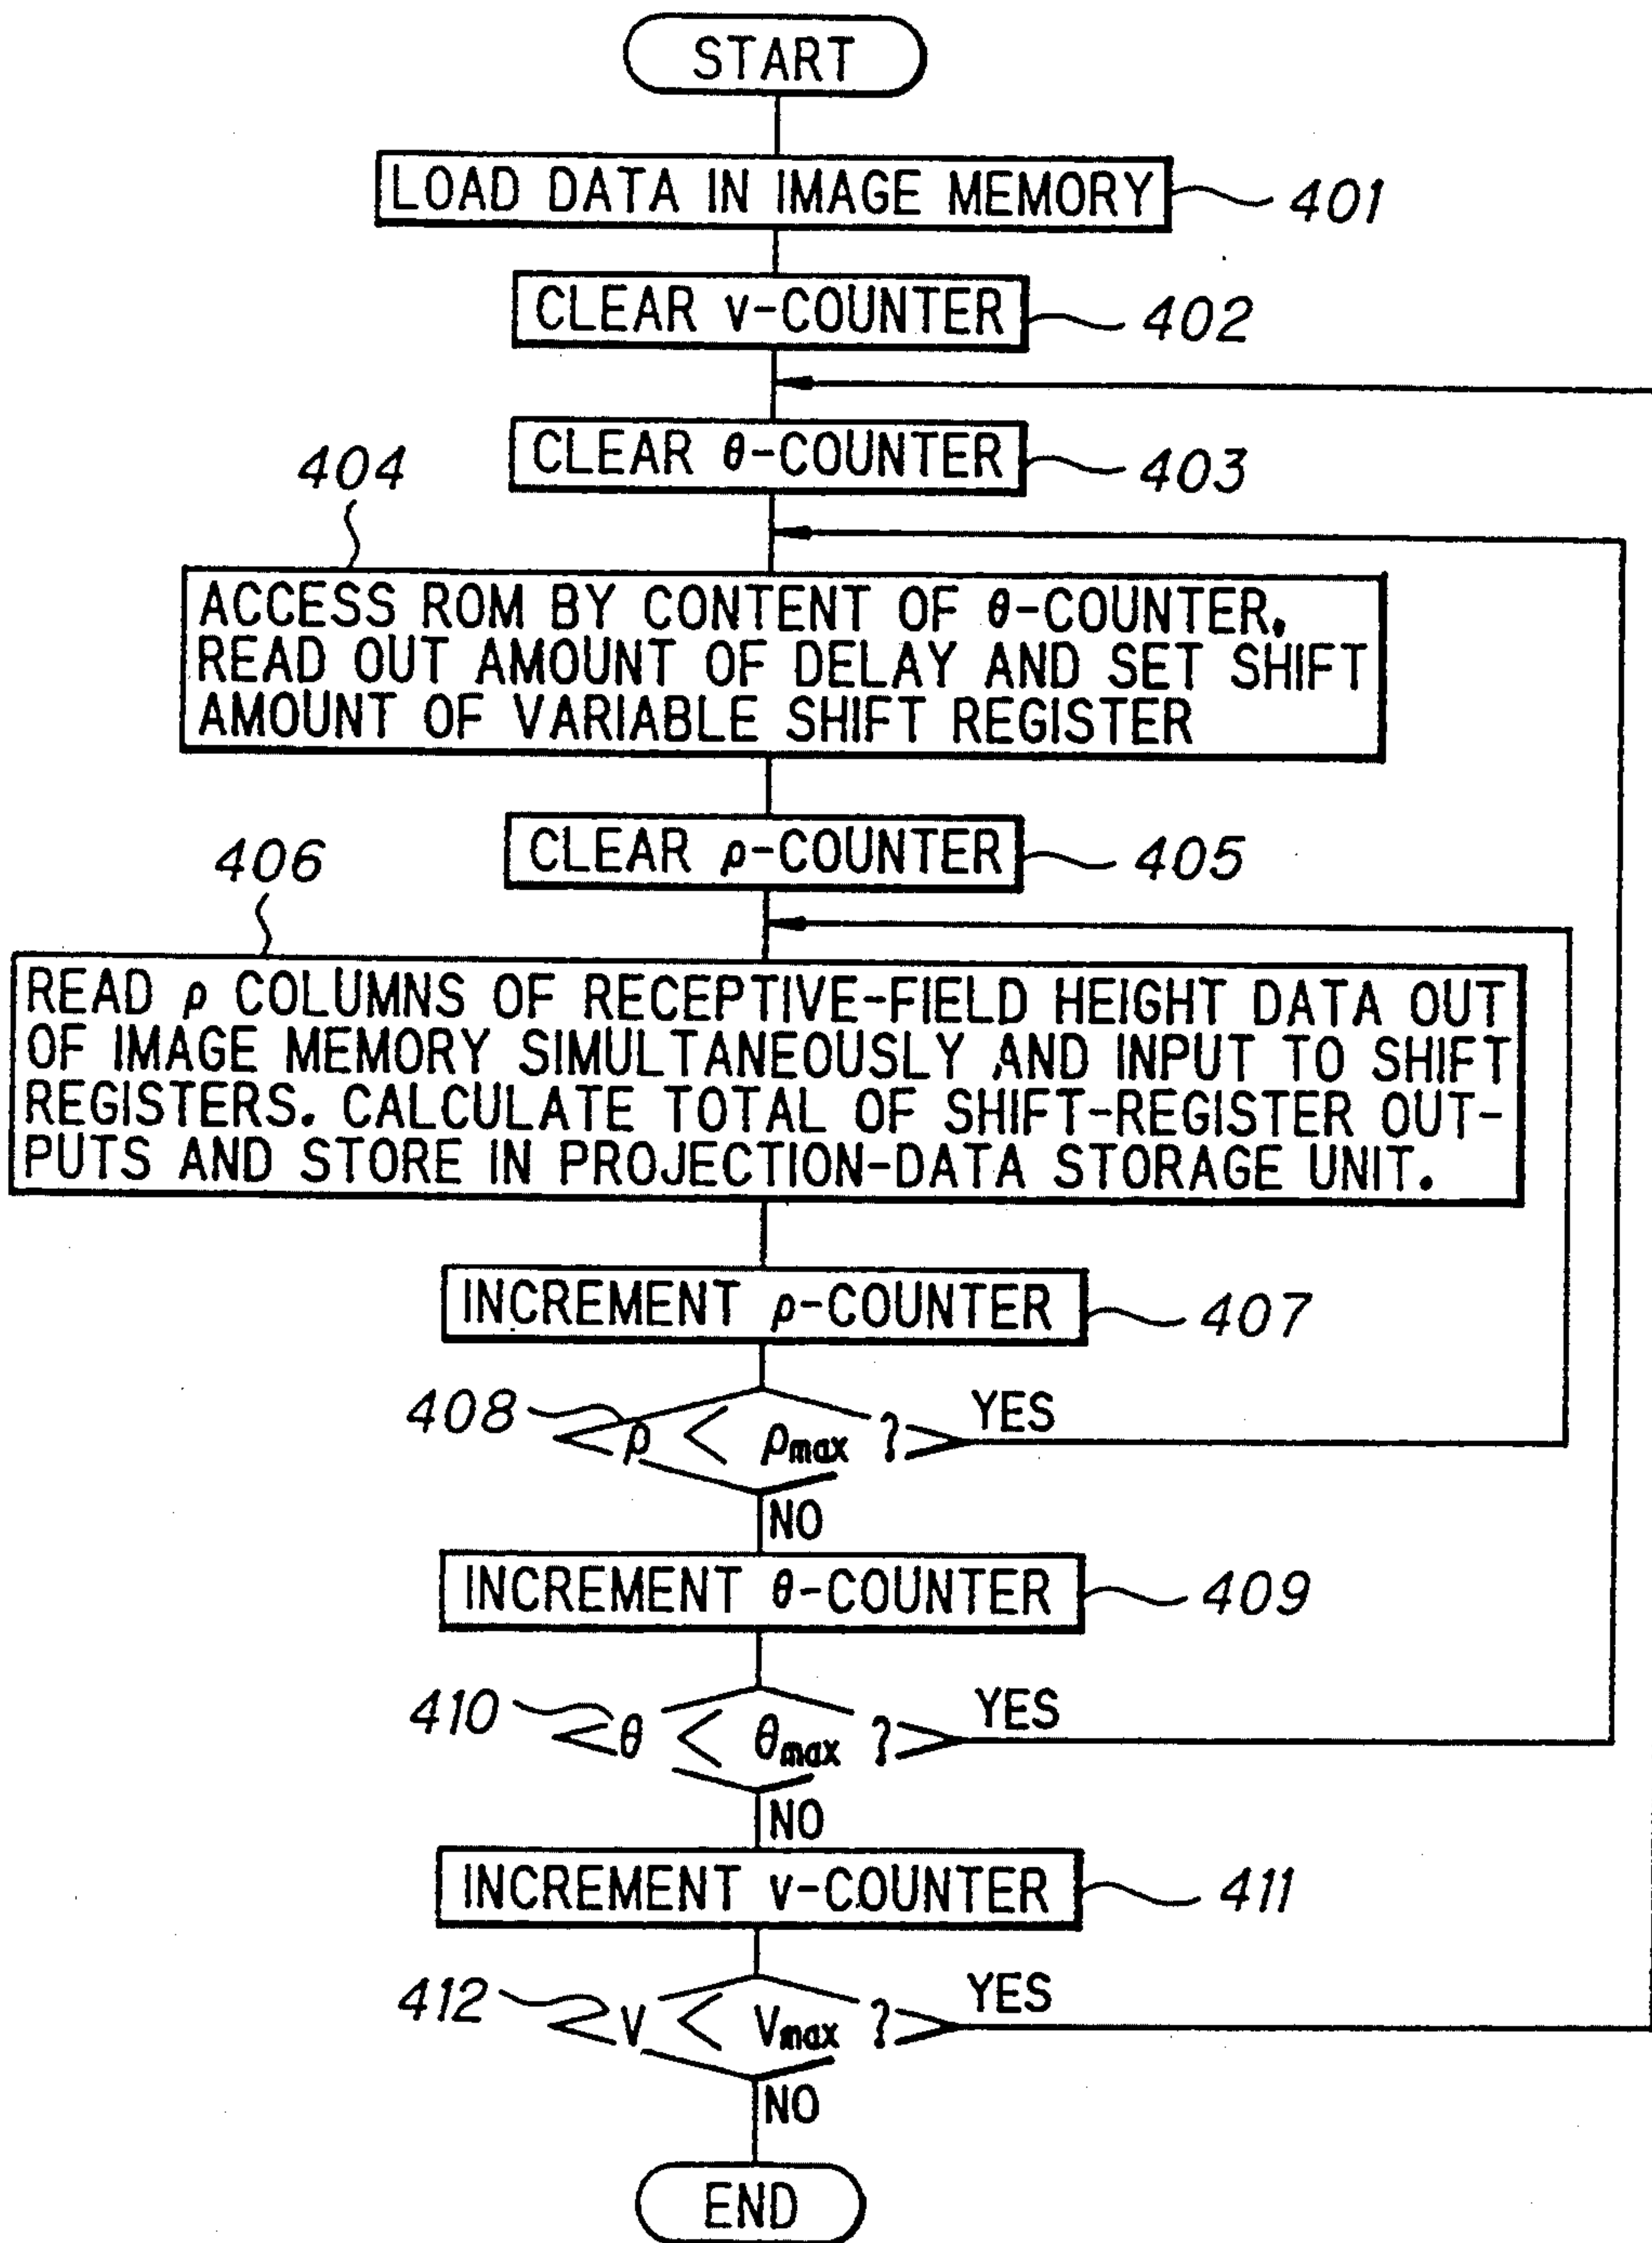 START
LOAD DATA IN IMAGE MEMORY
401
CLEAR v-COUNTER
402
CLEAR θ-COUNTER
403
404
ACCESS ROM BY CONTENT OF θ-COUNTER.
READ OUT AMOUNT OF DELAY AND SET SHIFT
AMOUNT OF VARIABLE SHIFT REGISTER
CLEAR ρ-COUNTER
405
406
READ ρ COLUMNS OF RECEPTIVE-FIELD HEIGHT DATA OUT
OF IMAGE MEMORY SIMULTANEOUSLY AND INPUT TO SHIFT
REGISTERS. CALCULATE TOTAL OF SHIFT-REGISTER OUT-
PUTS AND STORE IN PROJECTION-DATA STORAGE UNIT.
INCREMENT ρ-COUNTER
407
408
ρ < ρmax ?
YES
NO
INCREMENT θ-COUNTER
409
410
θ < θmax ?
YES
NO
INCREMENT v-COUNTER
411
412
V < Vmax ?
YES
NO
END